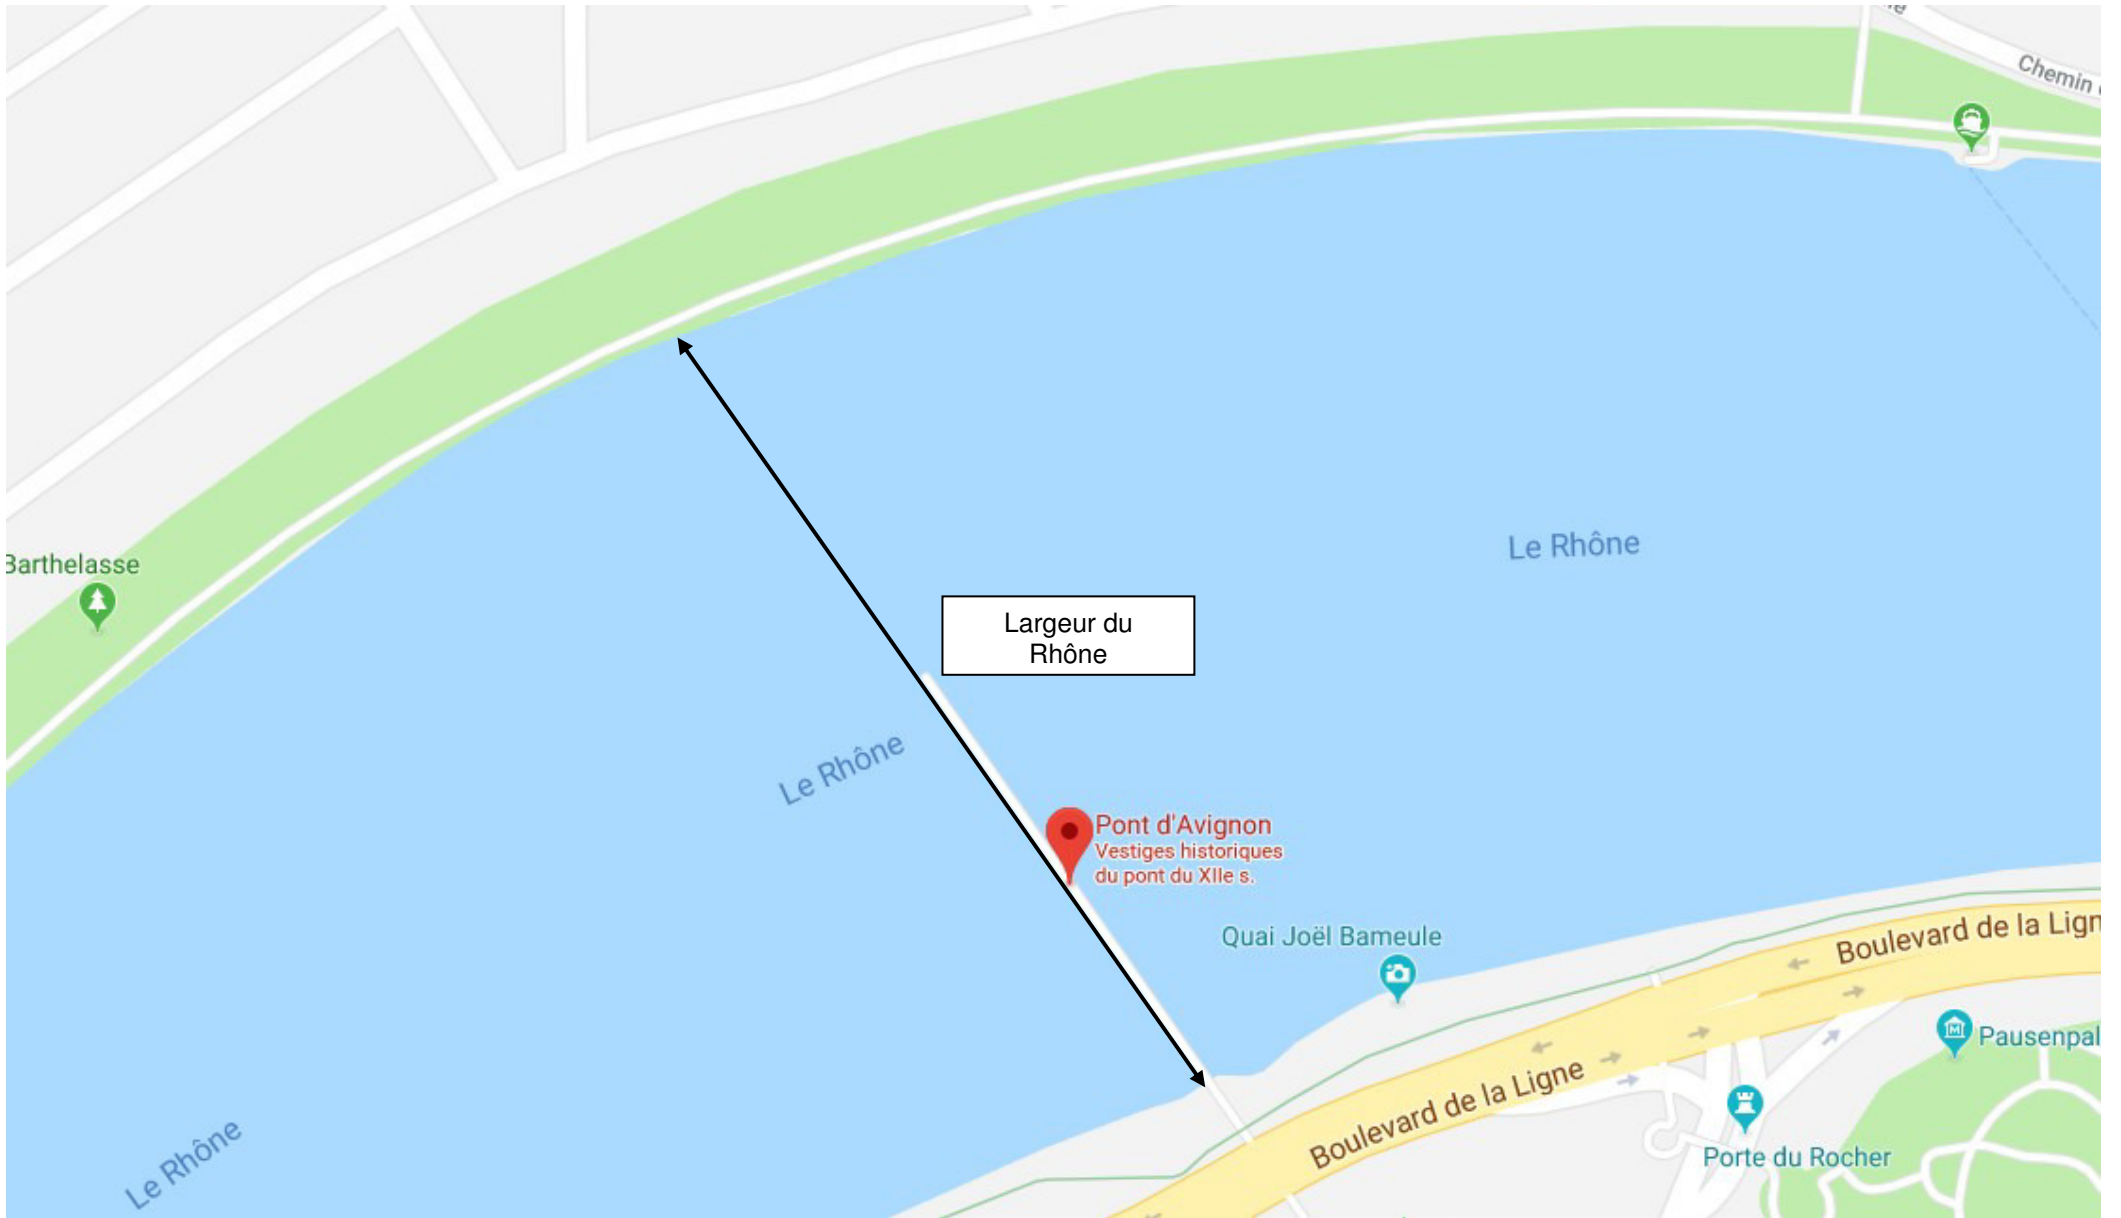 Chemin
Barthelasse
Le Rhône
Largeur du
Rhône
Le Rhône
Pont d'Avignon
Vestiges historiques
du pont du XIIe s.
Quai Joël Bameule
Boulevard de la Lign
Pausenpal
Boulevard de la Ligne
Porte du Rocher
Le Rhône